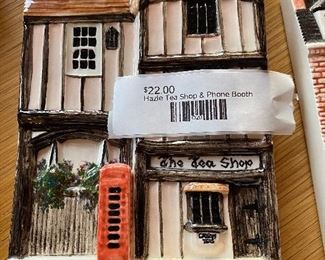 $22.00
Hazle Tea Shop & Phone Booth
The Tea Shop